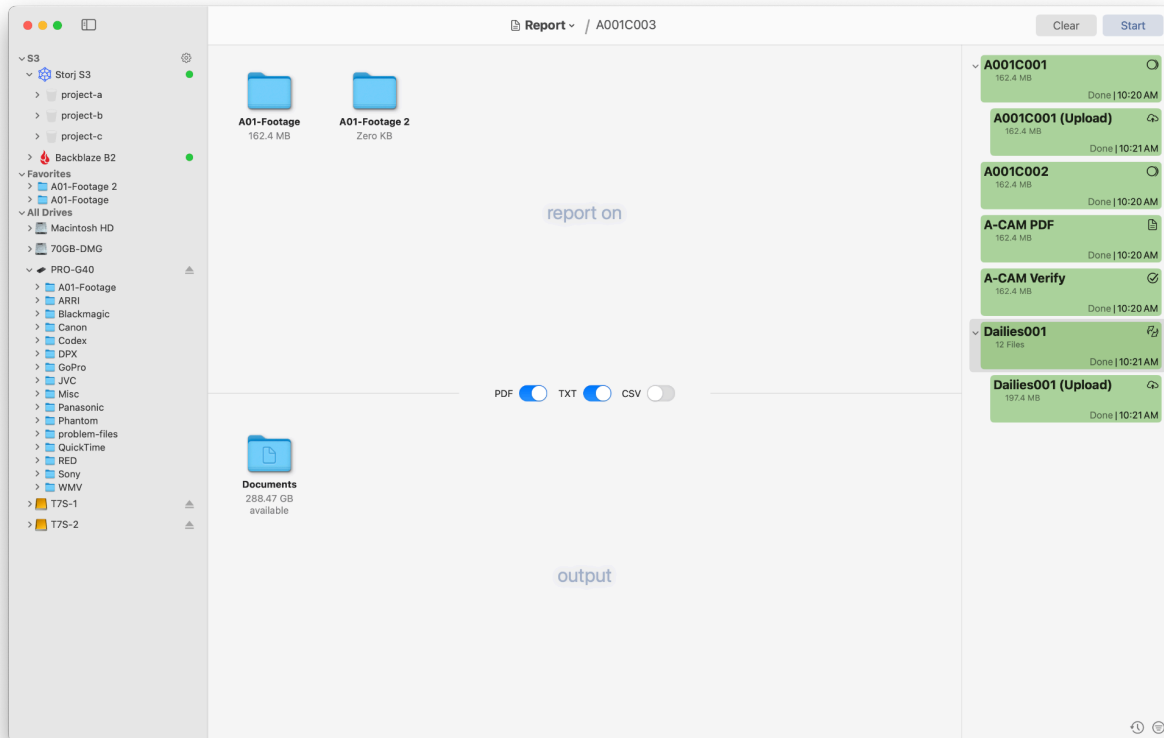 Report
/ A001C003
Clear
Start
S3
Storj S3
project-a
project-b
project-c
Backblaze B2
Favorites
A01-Footage 2
A01-Footage
All Drives
Macintosh HD
70GB-DMG
PRO-G40
A01-Footage
ARRI
Blackmagic
Canon
Codex
DPX
GoPro
JVC
Misc
Panasonic
Phantom
problem-files
QuickTime
RED
Sony
WMV
T7S-1
T7S-2
A01-Footage
162.4 MB
A01-Footage 2
Zero KB
report on
PDF
TXT
CSV
Documents
288.47 GB
available
output
A001C001
162.4 MB
Done | 10:20 AM
A001C001 (Upload)
162.4 MB
Done | 10:21 AM
A001C002
162.4 MB
Done | 10:20 AM
A-CAM PDF
162.4 MB
Done | 10:20 AM
A-CAM Verify
162.4 MB
Done | 10:20 AM
Dailies001
12 Files
Done | 10:21 AM
Dailies001 (Upload)
197.4 MB
Done | 10:21 AM